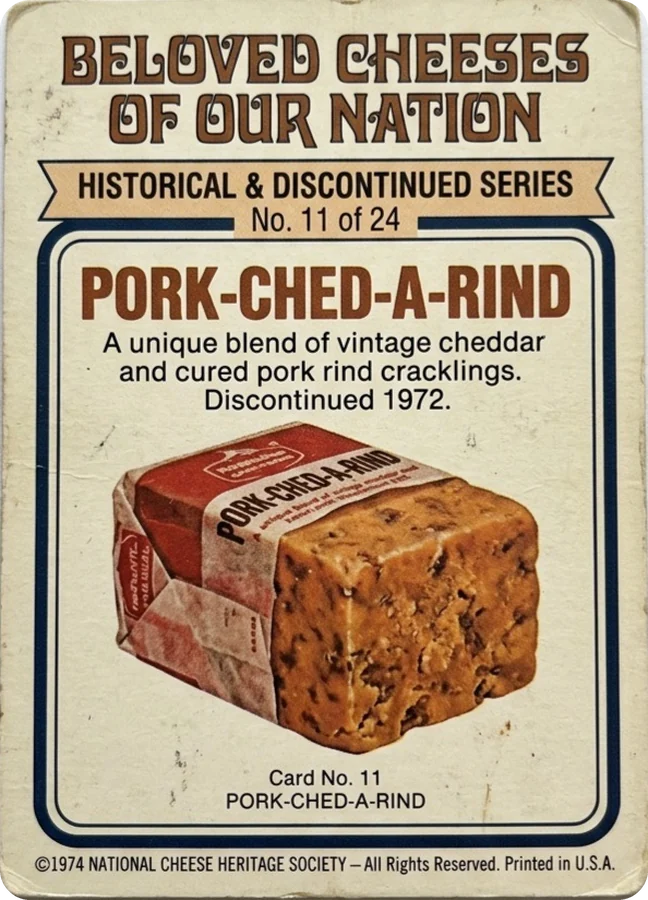 BELOVED CHEESES
OF OUR NATION
HISTORICAL & DISCONTINUED SERIES
No. 11 of 24
PORK-CHED-A-RIND
A unique blend of vintage cheddar
and cured pork rind cracklings.
Discontinued 1972.
PORK-CHED-A-RIND
Card No. 11
PORK-CHED-A-RIND
©1974 NATIONAL CHEESE HERITAGE SOCIETY – All Rights Reserved. Printed in U.S.A.